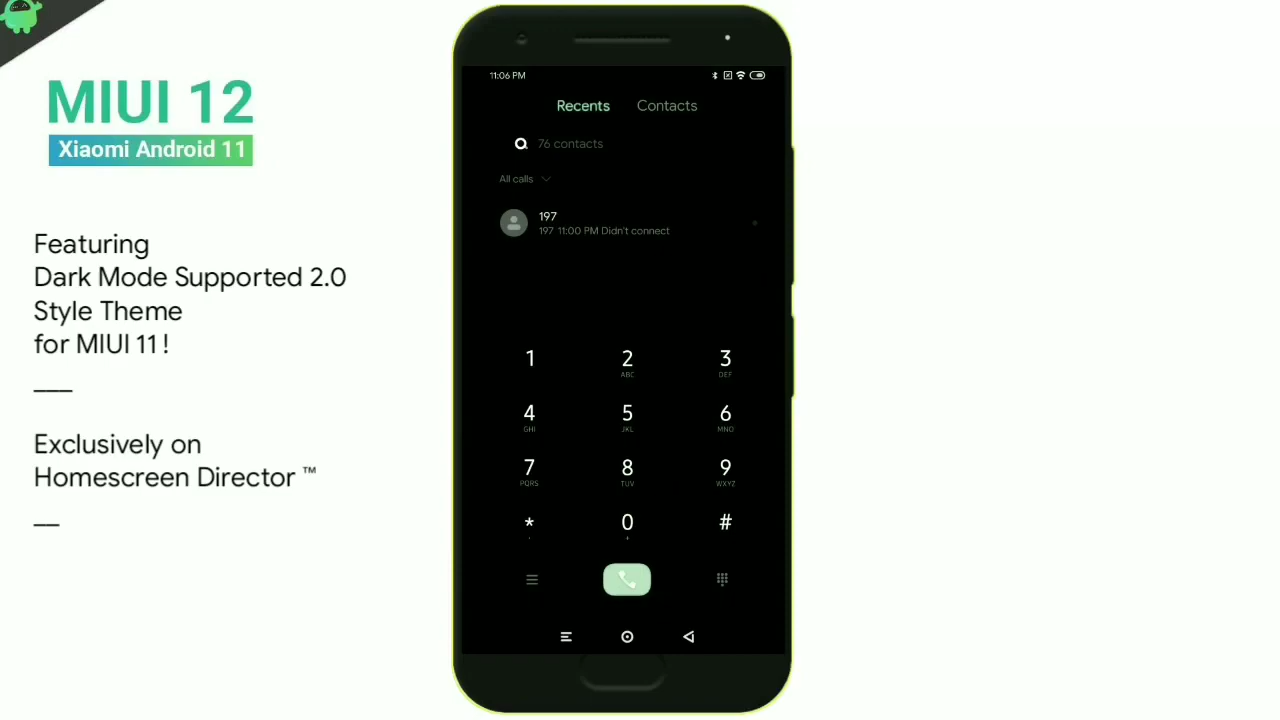 MIUI 12
Xiaomi Android 11
Featuring
Dark Mode Supported 2.0
Style Theme
for MIUI 11 !
___
Exclusively on
Homescreen Director ™
__
11:06 PM
Recents Contacts
76 contacts
All calls
197
197 11:00 PM Didn't connect
1 2 3
ABC DEF
4 5 6
GHI JKL MNO
7 8 9
PQRS TUV WXYZ
* 0 #
, +